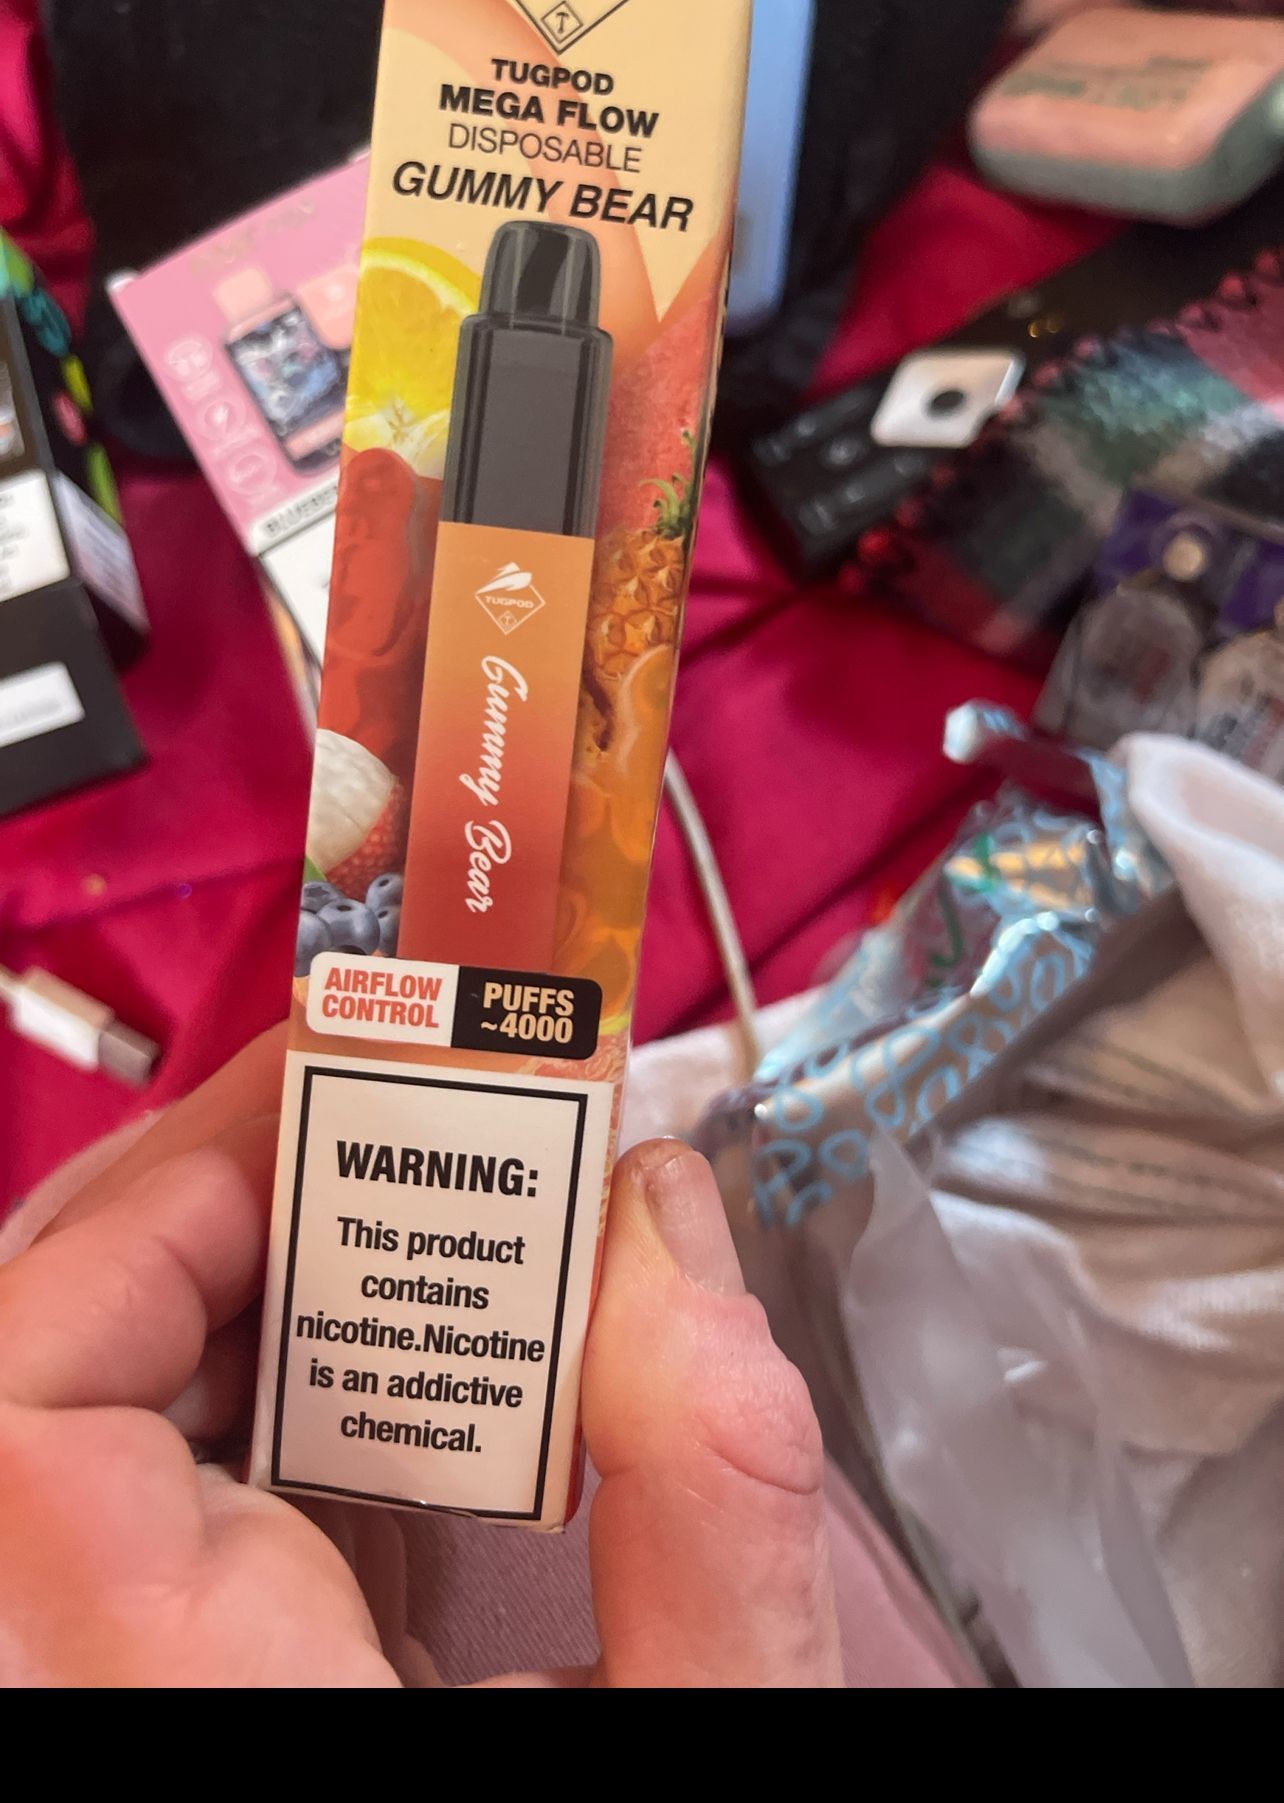 TUGPOD
MEGA FLOW
DISPOSABLE
GUMMY BEAR
TUGPOD
T
Gummy Bear
AIRFLOW
CONTROL
PUFFS
~4000
WARNING:
This product
contains
nicotine.Nicotine
is an addictive
chemical.